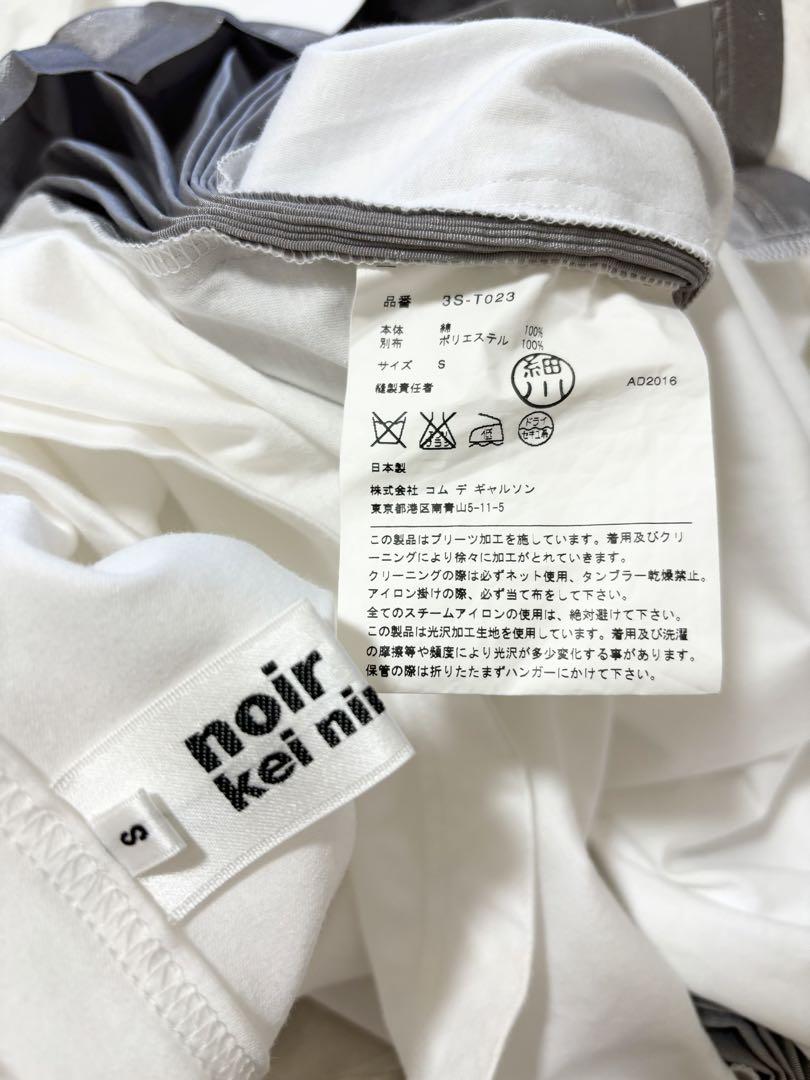 品番 3S-T023
本体 綿 100%
別布 ポリエステル 100%
サイズ S
縫製責任者 細川 AD2016
低 ドライ セキユ系
日本製
株式会社 コム デ ギャルソン
東京都港区南青山5-11-5
この製品はプリーツ加工を施しています。着用及びクリ
ーニングにより徐々に加工がとれていきます。
クリーニングの際は必ずネット使用、タンブラー乾燥禁止。
アイロン掛けの際、必ず当て布をして下さい。
全てのスチームアイロンの使用は、絶対避けて下さい。
この製品は光沢加工生地を使用しています。着用及び洗濯
の摩擦等や頻度により光沢が多少変化する事があります。
保管の際は折りたたまずハンガーにかけて下さい。
noir
kei
S